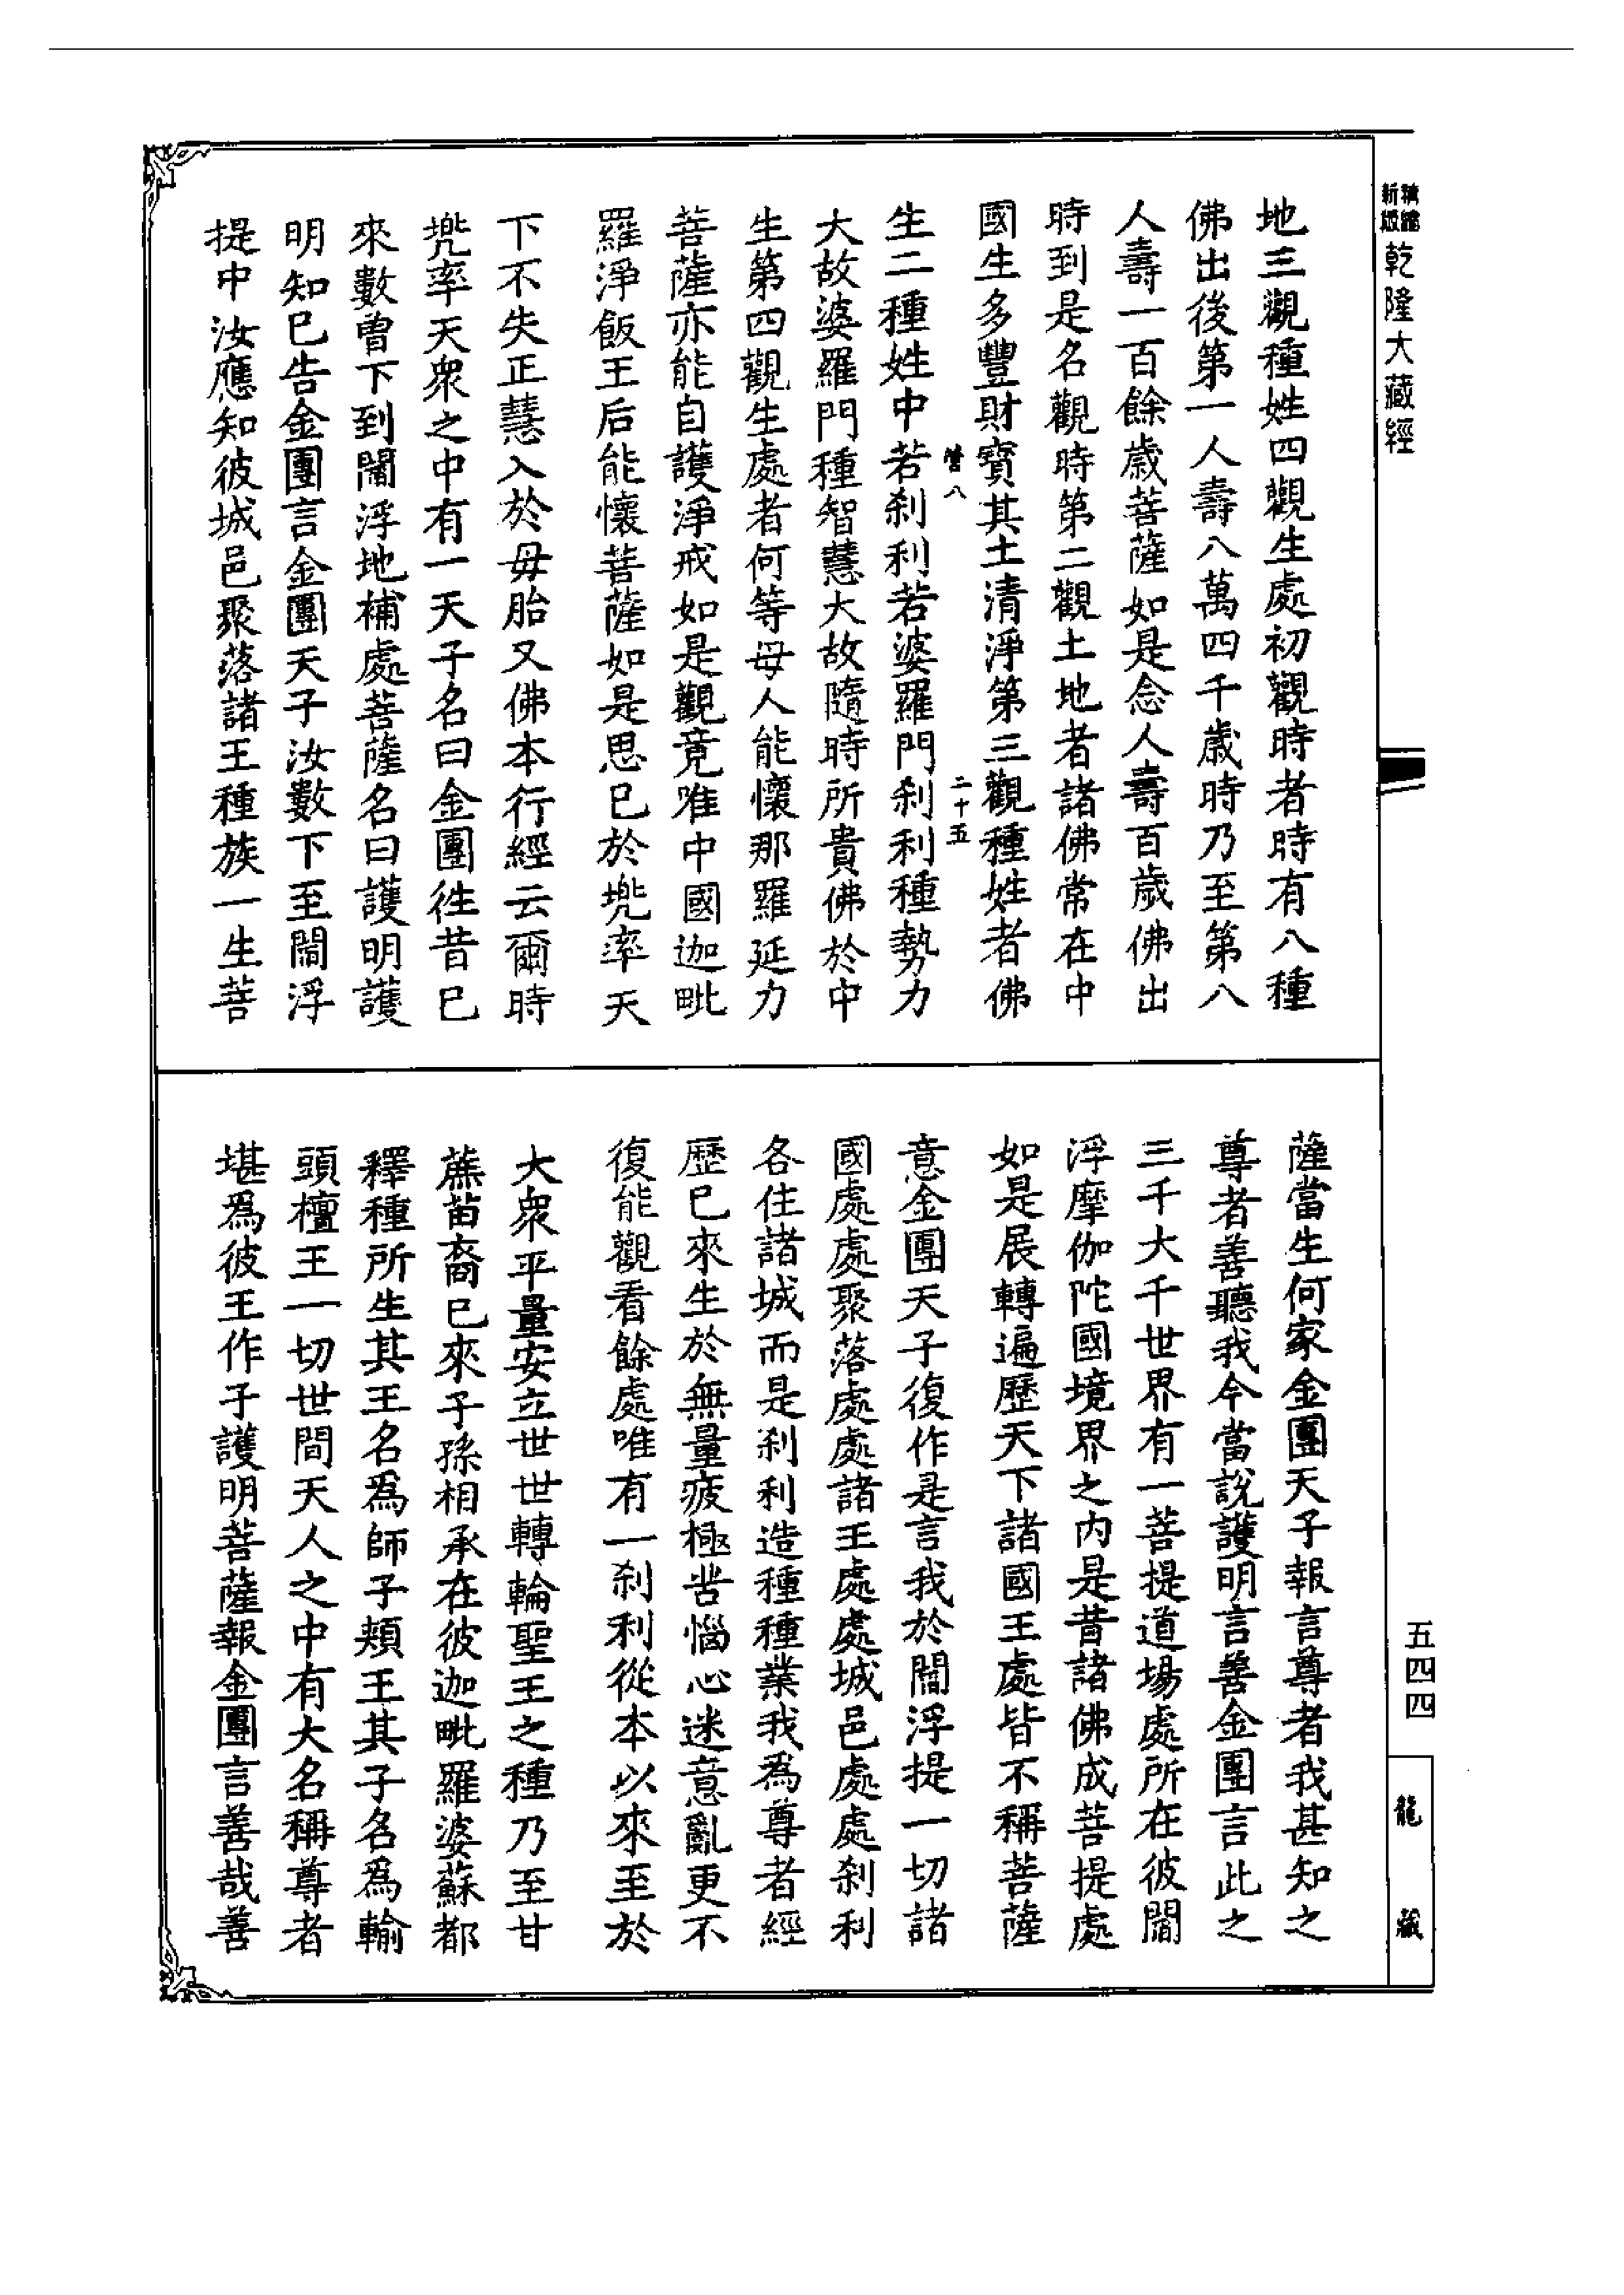 新版
精縮
乾隆大藏經
五四四
龍藏
地三觀種姓四觀生處初觀時者時有八種
佛出後第一人壽八萬四千歲時乃至第八
人壽一百餘歲菩薩如是念人壽百歲佛出
時到是名觀時第二觀土地者諸佛常在中
國生多豐財寶其土清淨第三觀種姓者佛
營八
二十五
生二種姓中若刹利若婆羅門刹利種勢力
大故婆羅門種智慧大故隨時所貴佛於中
生第四觀生處者何等母人能懷那羅延力
菩薩亦能自護淨戒如是觀竟唯中國迦毗
羅淨飯王后能懷菩薩如是思已於兠率天
下不失正慧入於母胎又佛本行經云爾時
兠率天衆之中有一天子名曰金團徃昔已
來數曾下到閻浮地補處菩薩名曰護明護
明知已告金團言金團天子汝數下至閻浮
提中汝應知彼城邑聚落諸王種族一生菩
薩當生何家金團天子報言尊者我甚知之
尊者善聽我今當說護明言善金團言此之
三千大千世界有一菩提道場處所在彼閻
浮摩伽陀國境界之内是昔諸佛成菩提處
如是展轉遍歷天下諸國王處皆不稱菩薩
意金團天子復作是言我於閻浮提一切諸
國處處聚落處處諸王處處城邑處處刹利
各住諸城而是刹利造種種業我為尊者經
歷已來生於無量疲極苦惱心迷意亂更不
復能觀看餘處唯有一刹利從本以來至於
大衆平量安立世世轉輪聖王之種乃至甘
蔗苗裔已來子孫相承在彼迦毗羅婆蘇都
釋種所生其王名爲師子頰王其子名爲輸
頭檀王一切世間天人之中有大名稱尊者
堪爲彼王作子護明菩薩報金團言善哉善